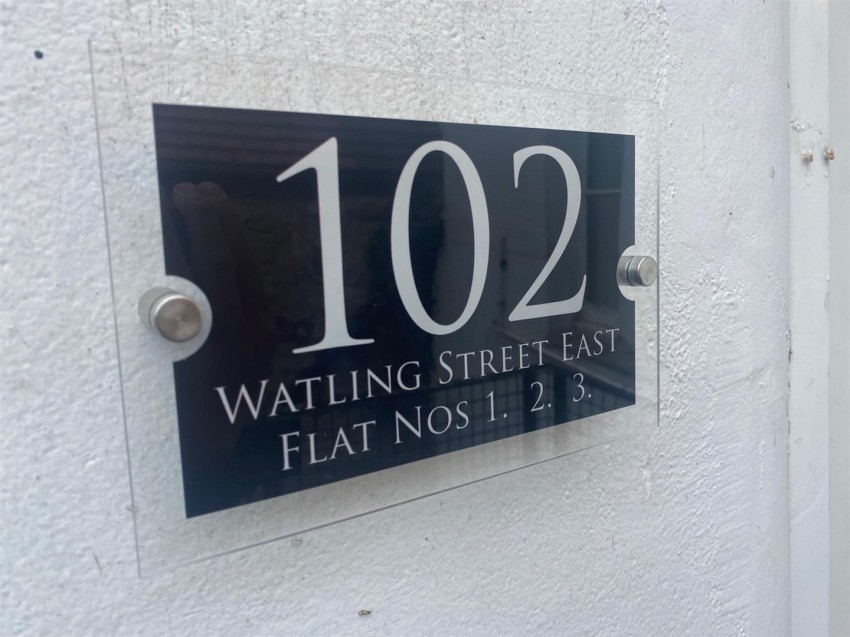 102
Watling Street East
Flat Nos 1. 2. 3.